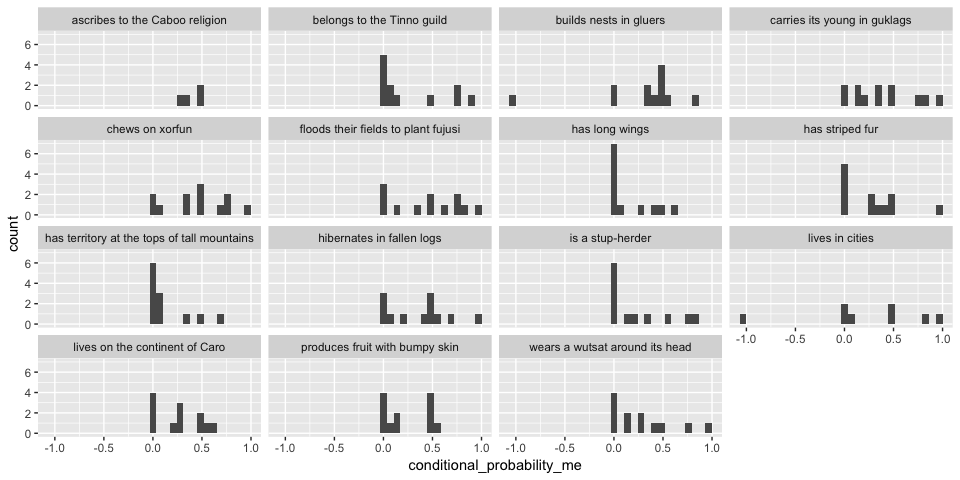 ascribes to the Caboo religion
belongs to the Tinno guild
builds nests in gluers
carries its young in guklags
6
4
2
0
chews on xorfun
floods their fields to plant fujusi
has long wings
has striped fur
6
4
2
0
count
has territory at the tops of tall mountains
hibernates in fallen logs
is a stup-herder
lives in cities
6
4
2
0
-1.0 -0.5 0.0 0.5 1.0
lives on the continent of Caro
produces fruit with bumpy skin
wears a wutsat around its head
6
4
2
0
-1.0 -0.5 0.0 0.5 1.0
-1.0 -0.5 0.0 0.5 1.0
-1.0 -0.5 0.0 0.5 1.0
conditional_probability_me